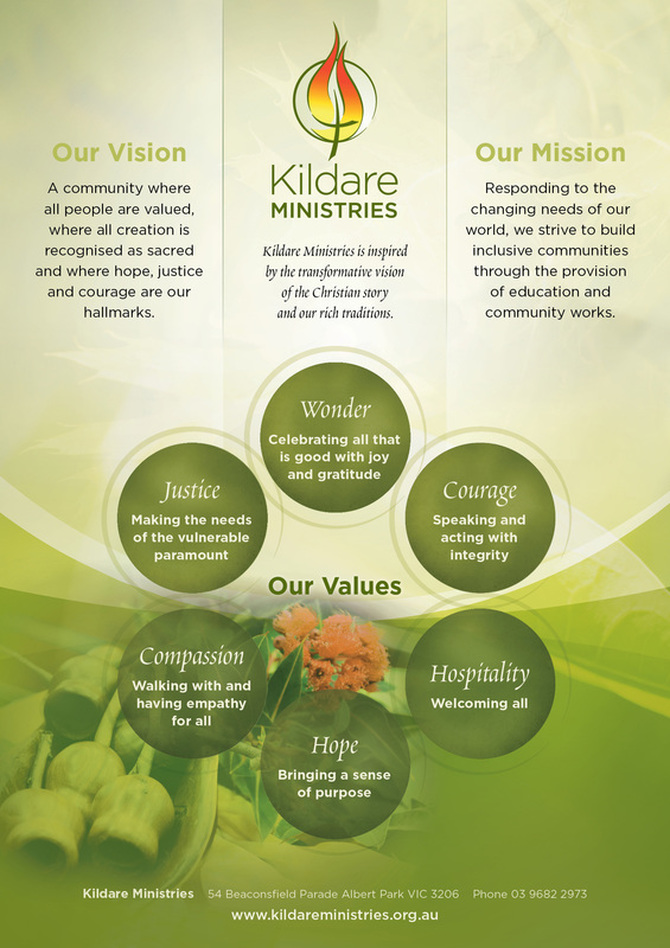 Kildare
MINISTRIES
Our Vision
A community where
all people are valued,
where all creation is
recognised as sacred
and where hope, justice
and courage are our
hallmarks.
Kildare Ministries is inspired
by the transformative vision
of the Christian story
and our rich traditions.
Our Mission
Responding to the
changing needs of our
world, we strive to build
inclusive communities
through the provision
of education and
community works.
Wonder
Celebrating all that
is good with joy
and gratitude
Justice
Making the needs
of the vulnerable
paramount
Courage
Speaking and
acting with
integrity
Our Values
Compassion
Walking with and
having empathy
for all
Hospitality
Welcoming all
Hope
Bringing a sense
of purpose
Kildare Ministries 54 Beaconsfield Parade Albert Park VIC 3206 Phone 03 9682 2973
www.kildareministries.org.au